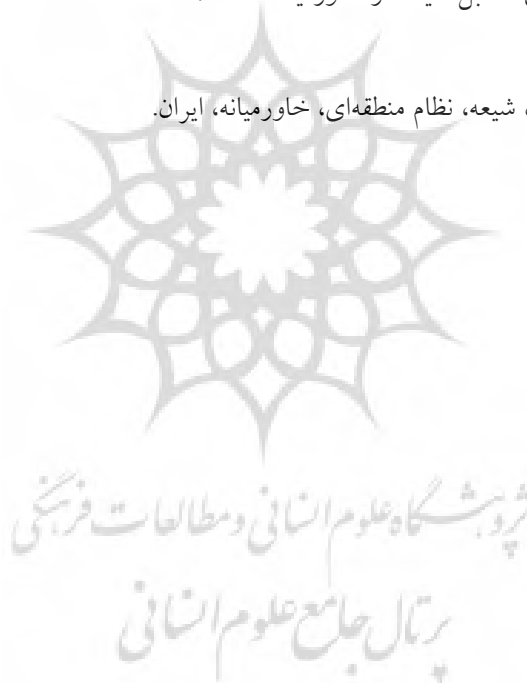 شیعه، نظام منطقه‌ای، خاورمیانه، ایران.
پژوهشگاه علوم انسانی و مطالعات فرهنگی
پرتال جامع علوم انسانی